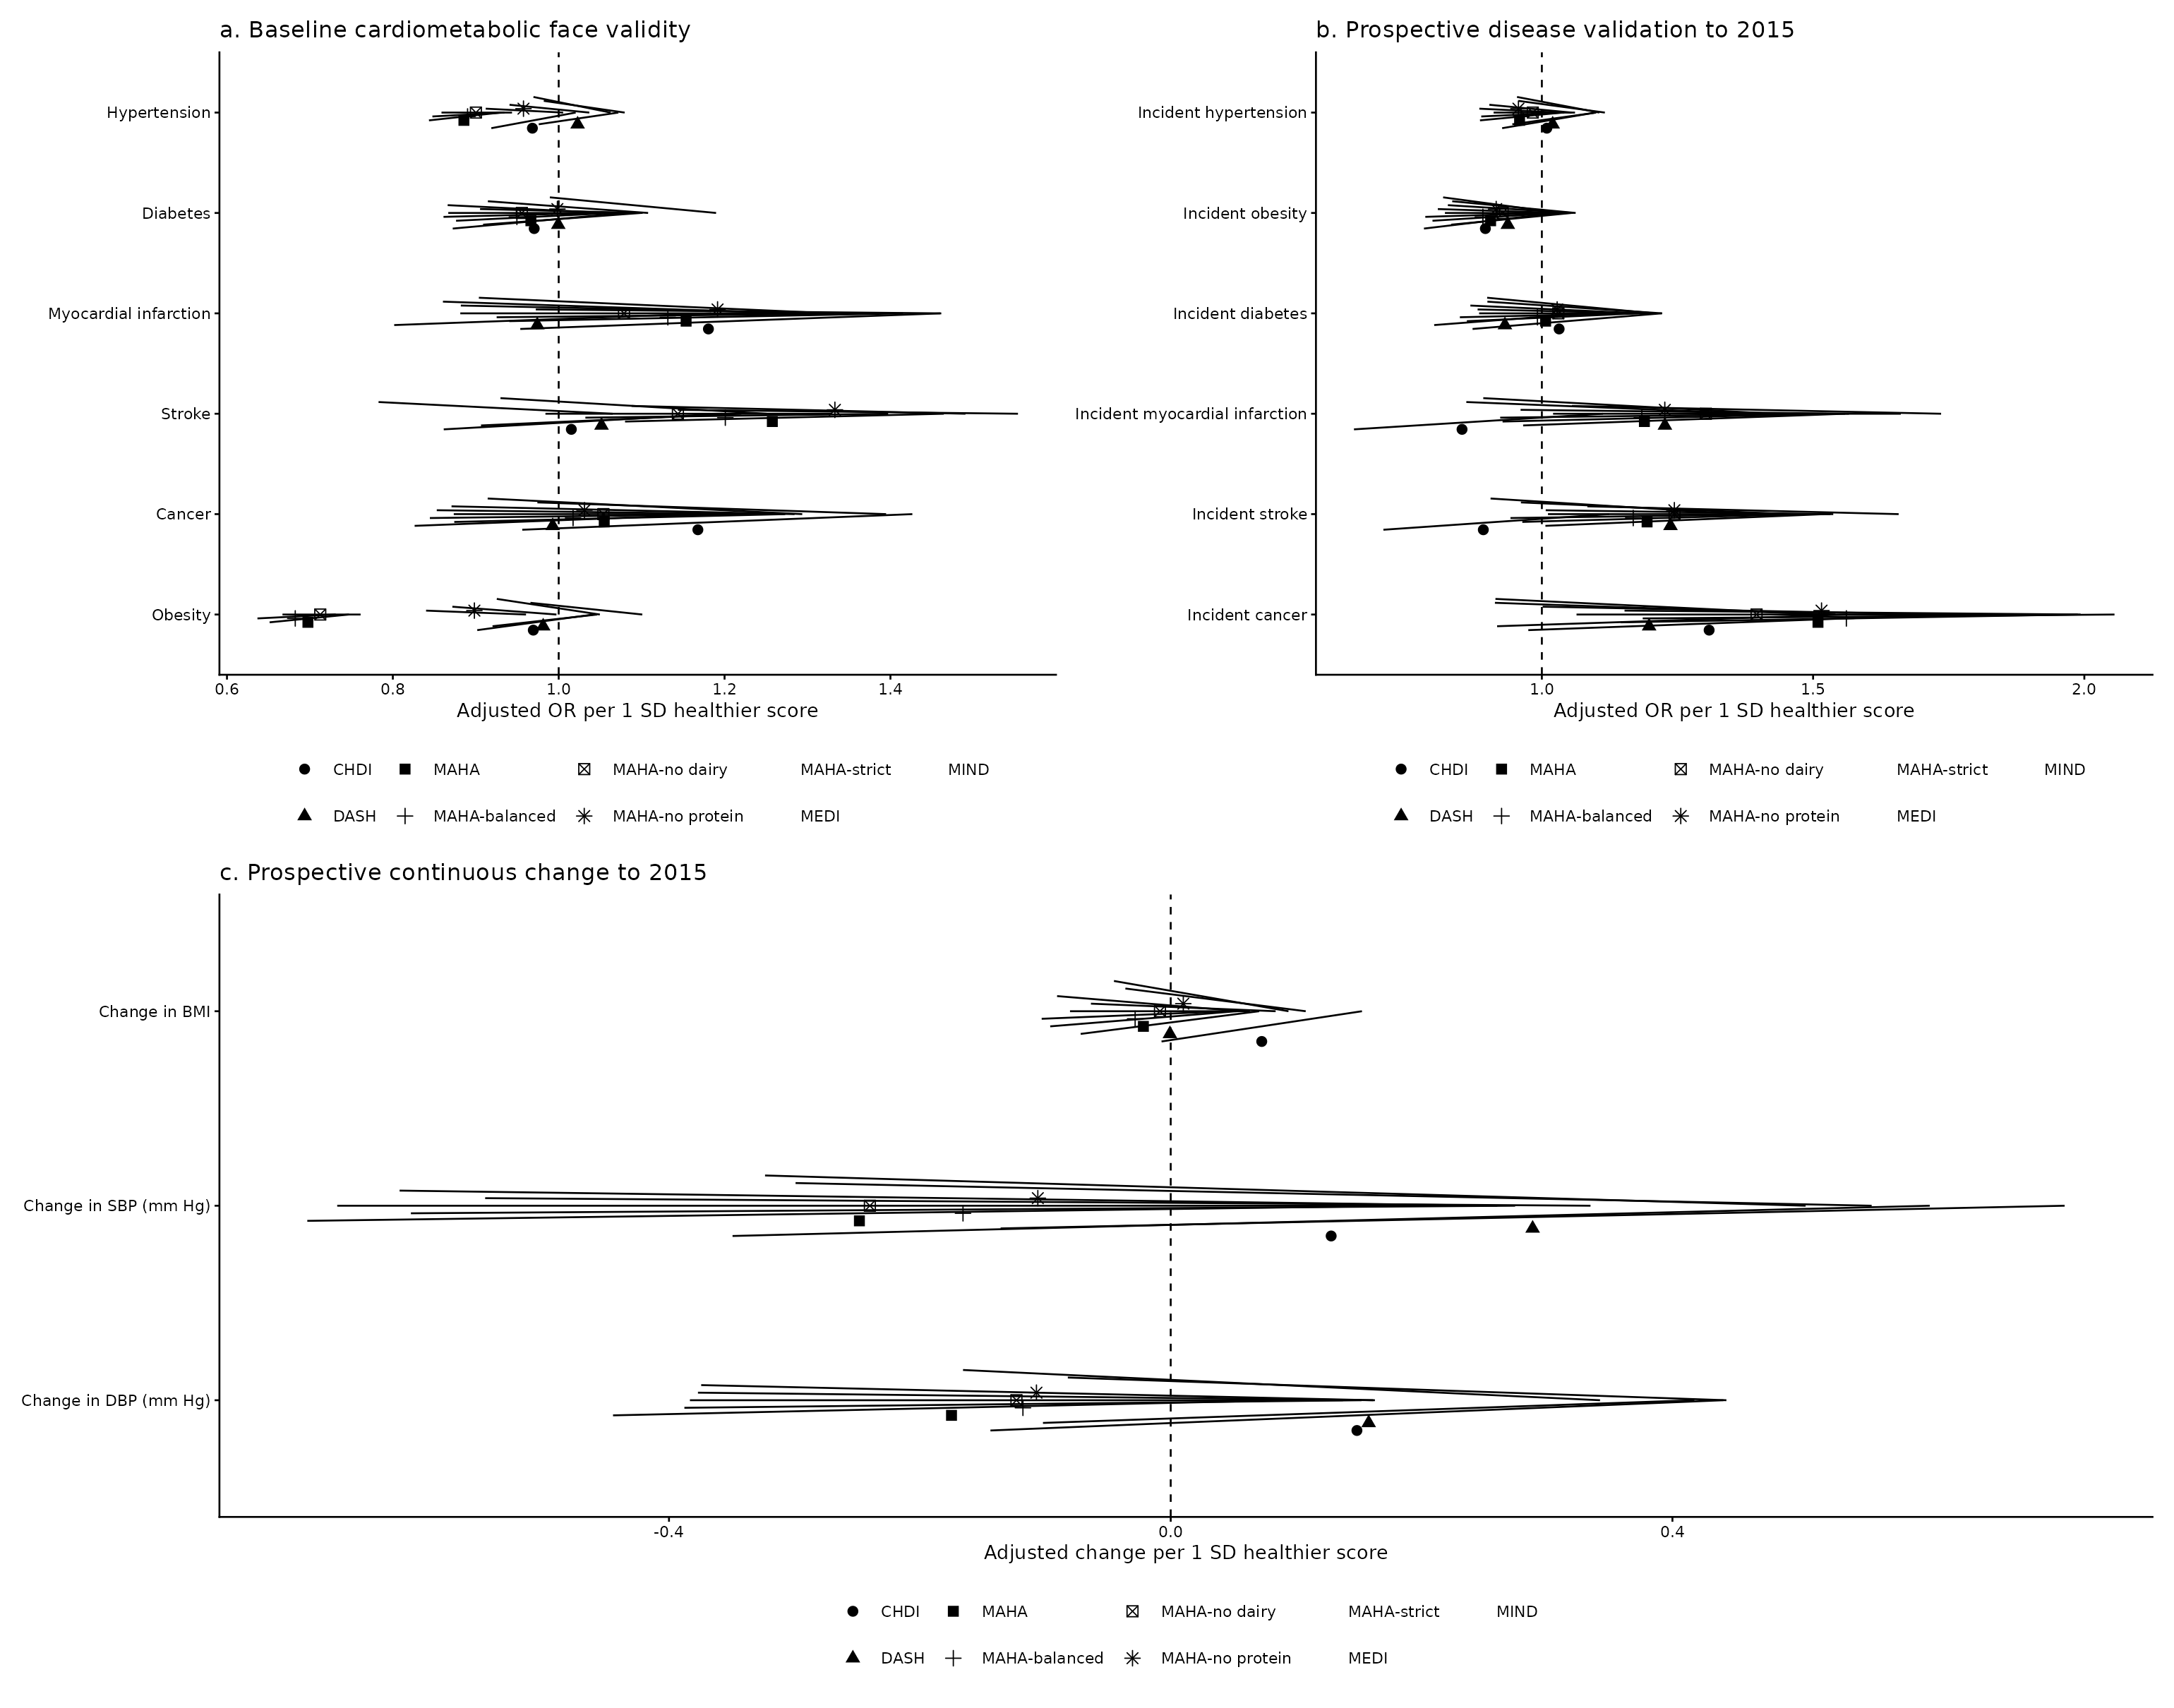 a. Baseline cardiometabolic face validity
Hypertension
Diabetes
Myocardial infarction
Stroke
Cancer
Obesity
0.6 0.8 1.0 1.2 1.4
Adjusted OR per 1 SD healthier score
CHDI MAHA MAHA-no dairy MAHA-strict MIND
DASH MAHA-balanced MAHA-no protein MEDI
b. Prospective disease validation to 2015
Incident hypertension
Incident obesity
Incident diabetes
Incident myocardial infarction
Incident stroke
Incident cancer
1.0 1.5 2.0
Adjusted OR per 1 SD healthier score
CHDI MAHA MAHA-no dairy MAHA-strict MIND
DASH MAHA-balanced MAHA-no protein MEDI
c. Prospective continuous change to 2015
Change in BMI
Change in SBP (mm Hg)
Change in DBP (mm Hg)
-0.4 0.0 0.4
Adjusted change per 1 SD healthier score
CHDI MAHA MAHA-no dairy MAHA-strict MIND
DASH MAHA-balanced MAHA-no protein MEDI